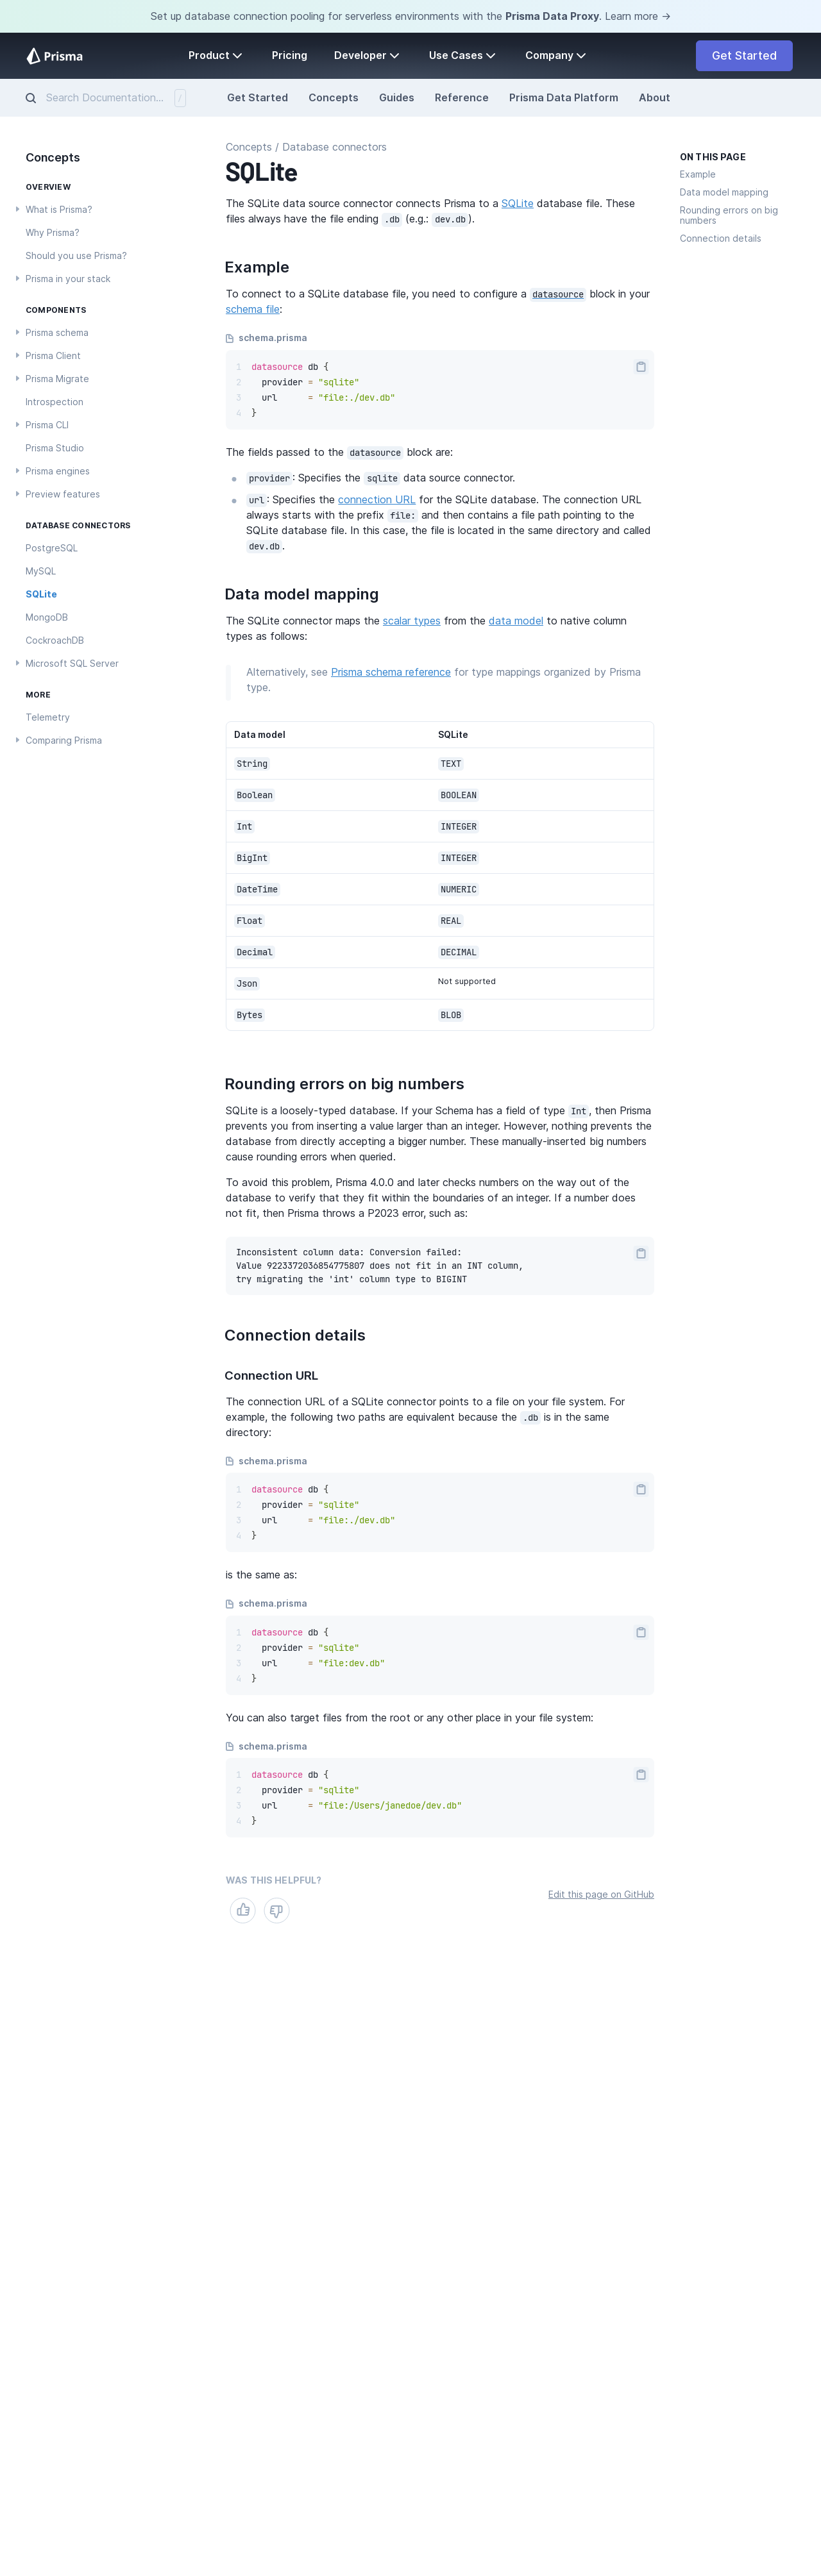 Set up database connection pooling for serverless environments with the Prisma Data Proxy. Learn more →
Prisma
Product
Pricing
Developer
Use Cases
Company
Get Started
Search Documentation...
/
Get Started
Concepts
Guides
Reference
Prisma Data Platform
About
Concepts
OVERVIEW
What is Prisma?
Why Prisma?
Should you use Prisma?
Prisma in your stack
COMPONENTS
Prisma schema
Prisma Client
Prisma Migrate
Introspection
Prisma CLI
Prisma Studio
Prisma engines
Preview features
DATABASE CONNECTORS
PostgreSQL
MySQL
SQLite
MongoDB
CockroachDB
Microsoft SQL Server
MORE
Telemetry
Comparing Prisma
Concepts / Database connectors
SQLite
The SQLite data source connector connects Prisma to a SQLite database file. These
files always have the file ending .db (e.g.: dev.db).
Example
To connect to a SQLite database file, you need to configure a datasource block in your
schema file:
schema.prisma
1 datasource db {
2 provider = "sqlite"
3 url = "file:./dev.db"
4 }
The fields passed to the datasource block are:
provider: Specifies the sqlite data source connector.
url: Specifies the connection URL for the SQLite database. The connection URL
always starts with the prefix file: and then contains a file path pointing to the
SQLite database file. In this case, the file is located in the same directory and called
dev.db.
Data model mapping
The SQLite connector maps the scalar types from the data model to native column
types as follows:
Alternatively, see Prisma schema reference for type mappings organized by Prisma
type.
Data model SQLite
String TEXT
Boolean BOOLEAN
Int INTEGER
BigInt INTEGER
DateTime NUMERIC
Float REAL
Decimal DECIMAL
Json Not supported
Bytes BLOB
Rounding errors on big numbers
SQLite is a loosely-typed database. If your Schema has a field of type Int, then Prisma
prevents you from inserting a value larger than an integer. However, nothing prevents the
database from directly accepting a bigger number. These manually-inserted big numbers
cause rounding errors when queried.
To avoid this problem, Prisma 4.0.0 and later checks numbers on the way out of the
database to verify that they fit within the boundaries of an integer. If a number does
not fit, then Prisma throws a P2023 error, such as:
Inconsistent column data: Conversion failed:
Value 9223372036854775807 does not fit in an INT column,
try migrating the 'int' column type to BIGINT
Connection details
Connection URL
The connection URL of a SQLite connector points to a file on your file system. For
example, the following two paths are equivalent because the .db is in the same
directory:
schema.prisma
1 datasource db {
2 provider = "sqlite"
3 url = "file:./dev.db"
4 }
is the same as:
schema.prisma
1 datasource db {
2 provider = "sqlite"
3 url = "file:dev.db"
4 }
You can also target files from the root or any other place in your file system:
schema.prisma
1 datasource db {
2 provider = "sqlite"
3 url = "file:/Users/janedoe/dev.db"
4 }
WAS THIS HELPFUL?
Edit this page on GitHub
ON THIS PAGE
Example
Data model mapping
Rounding errors on big
numbers
Connection details